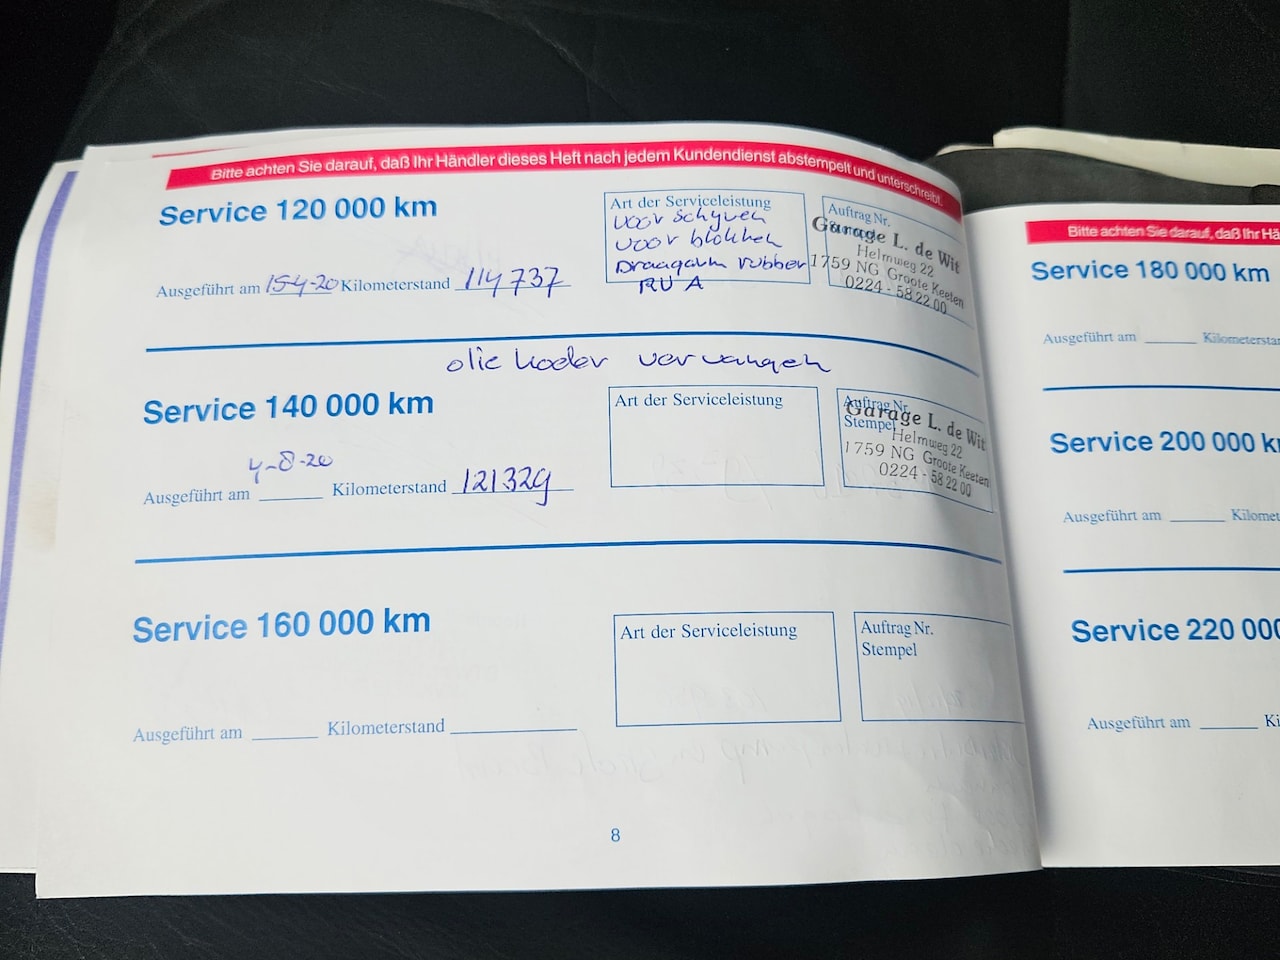 Bitte achten Sie darauf, daß Ihr Händler dieses Heft nach jedem Kundendienst abstempelt und unterschreibt.
Service 120 000 km
Art der Serviceleistung
voor schyven
voor blokken
Draagarm rubber
RV A
Auftrag Nr.
Garage L. de Wit
Helmweg 22
1759 NG Groote Keeten
0224 - 58 22 00
Ausgeführt am 15-4-20 Kilometerstand 114737
olie koeler vervangen
Service 140 000 km
Art der Serviceleistung
Auftrag Nr.
Stempel
Garage L. de Wit
Helmweg 22
1759 NG Groote Keeten
0224 - 58 22 00
4-8-20
Ausgeführt am Kilometerstand 121329
Service 160 000 km
Art der Serviceleistung
Auftrag Nr.
Stempel
Ausgeführt am Kilometerstand
8
Bitte achten Sie darauf, daß Ihr Hä
Service 180 000 km
Ausgeführt am Kilometersta
Service 200 000 k
Ausgeführt am Kilomet
Service 220 000
Ausgeführt am Ki